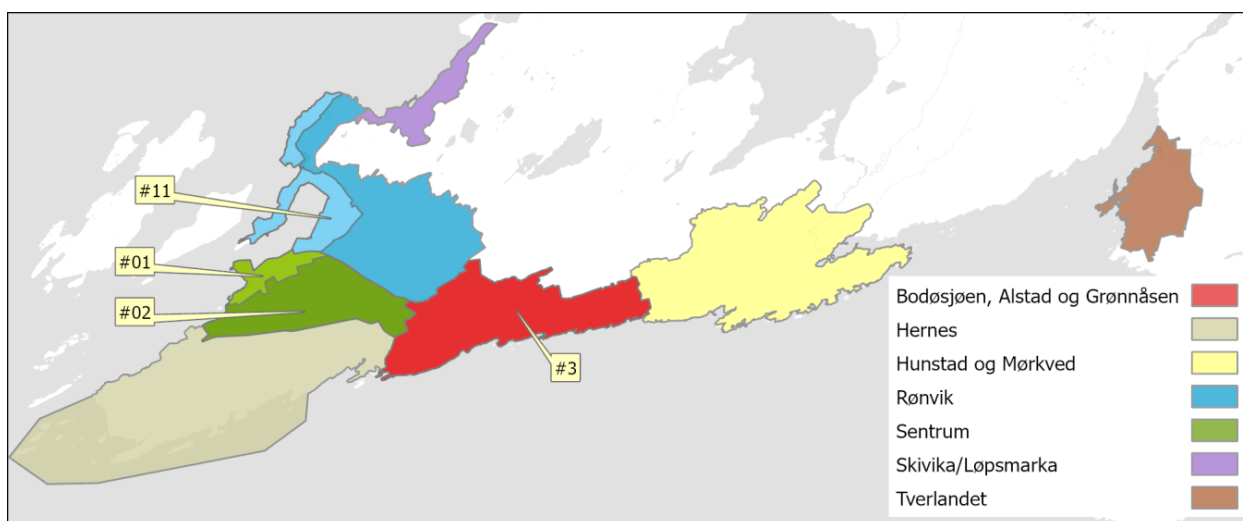 #11
#01
#02
#3
Bodøsjøen, Alstad og Grønnåsen
Hernes
Hunstad og Mørkved
Rønvik
Sentrum
Skivika/Løpsmarka
Tverlandet